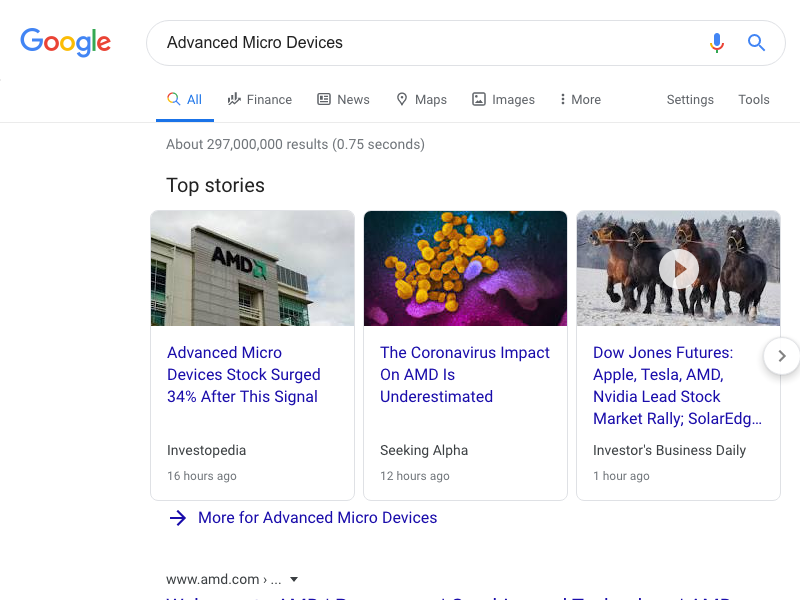 Google
Advanced Micro Devices
All
Finance
News
Maps
Images
More
Settings
Tools
About 297,000,000 results (0.75 seconds)
Top stories
AMD
Advanced Micro
Devices Stock Surged
34% After This Signal
Investopedia
16 hours ago
The Coronavirus Impact
On AMD Is
Underestimated
Seeking Alpha
12 hours ago
Dow Jones Futures:
Apple, Tesla, AMD,
Nvidia Lead Stock
Market Rally; SolarEdg...
Investor's Business Daily
1 hour ago
More for Advanced Micro Devices
www.amd.com › ...